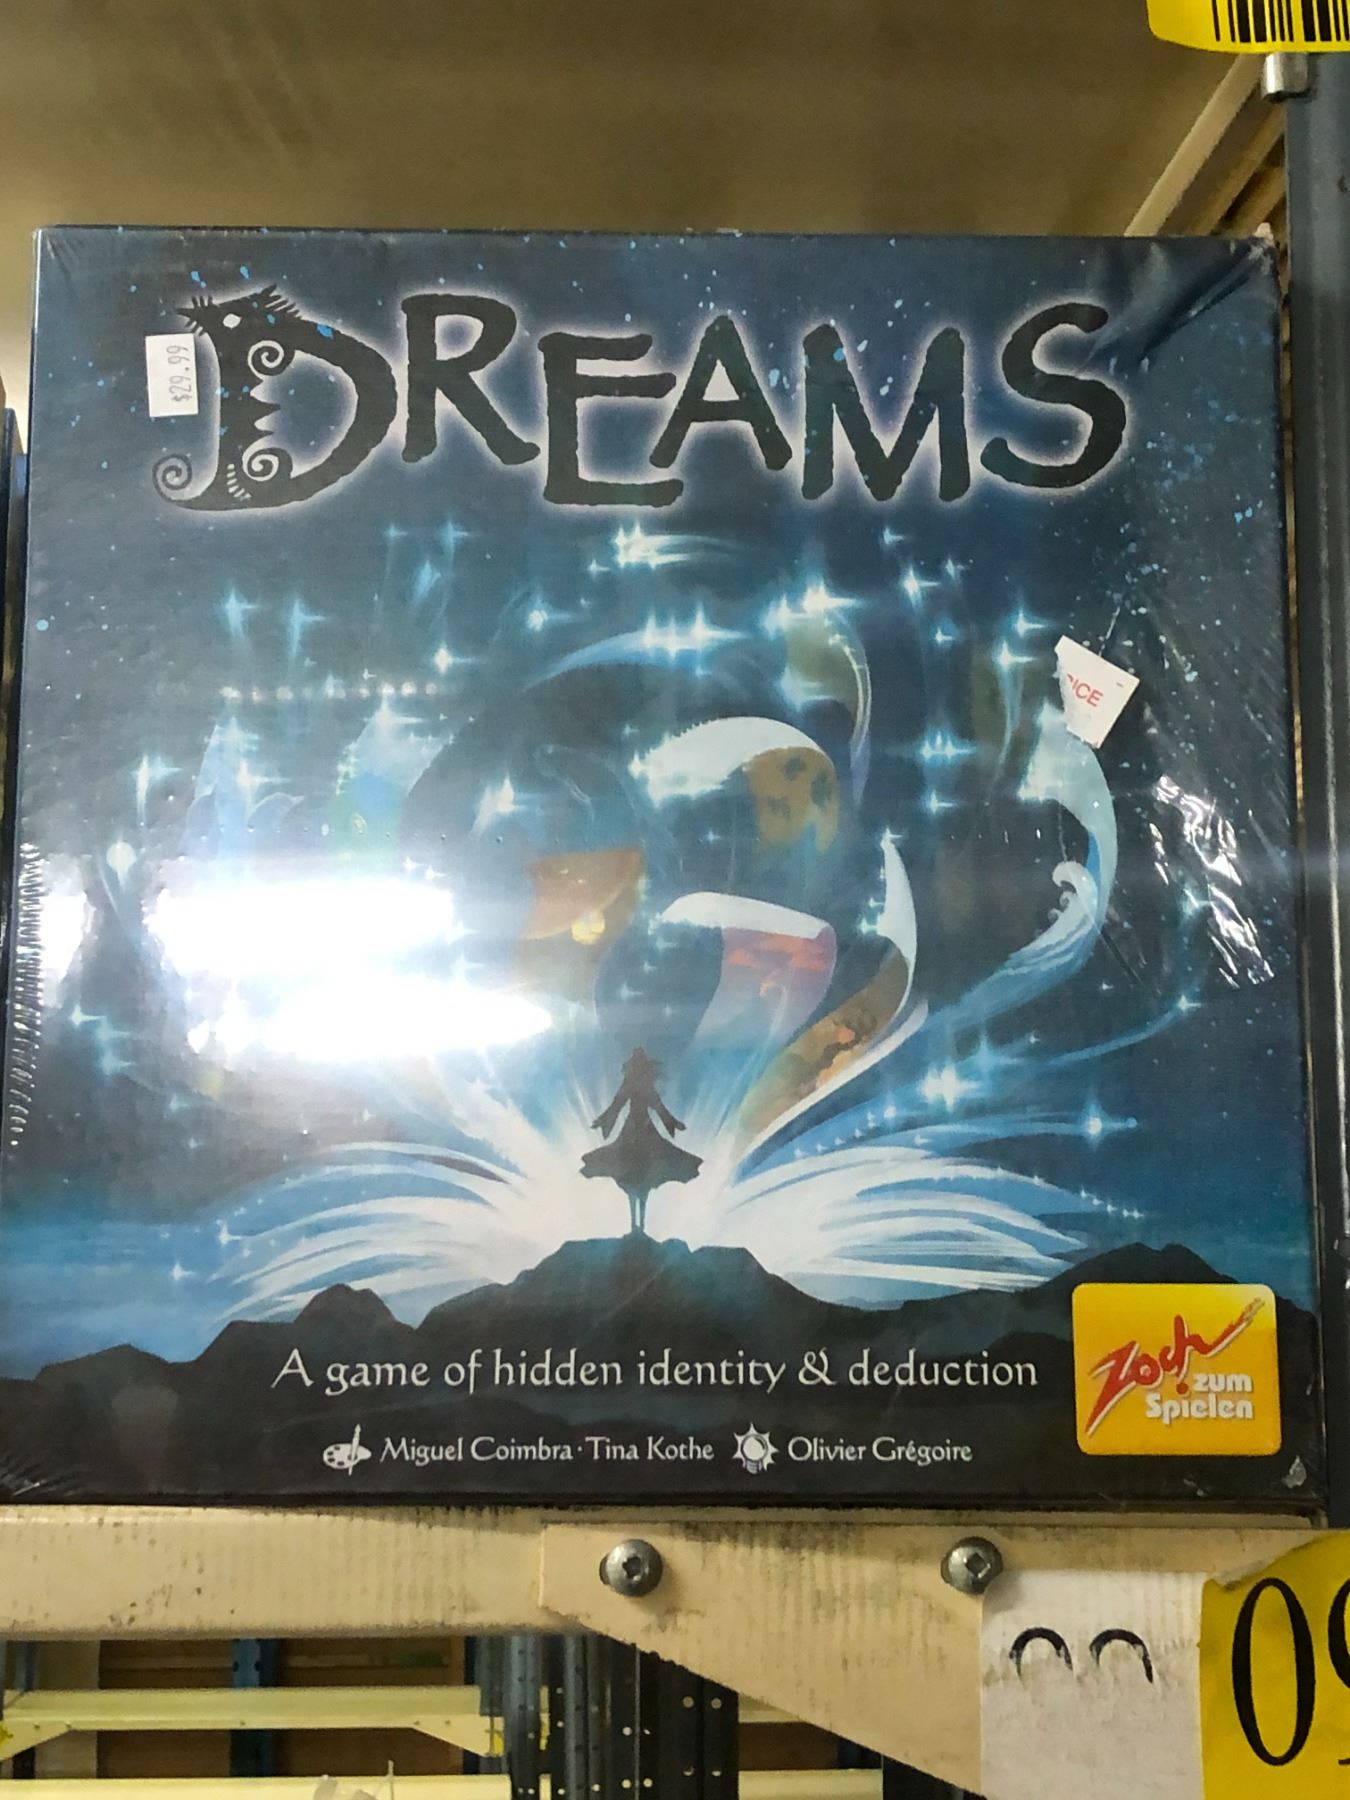 DREAMS
$29.99
A game of hidden identity & deduction
Miguel Coimbra · Tina Kothe
Olivier Grégoire
Zoch
zum
Spielen